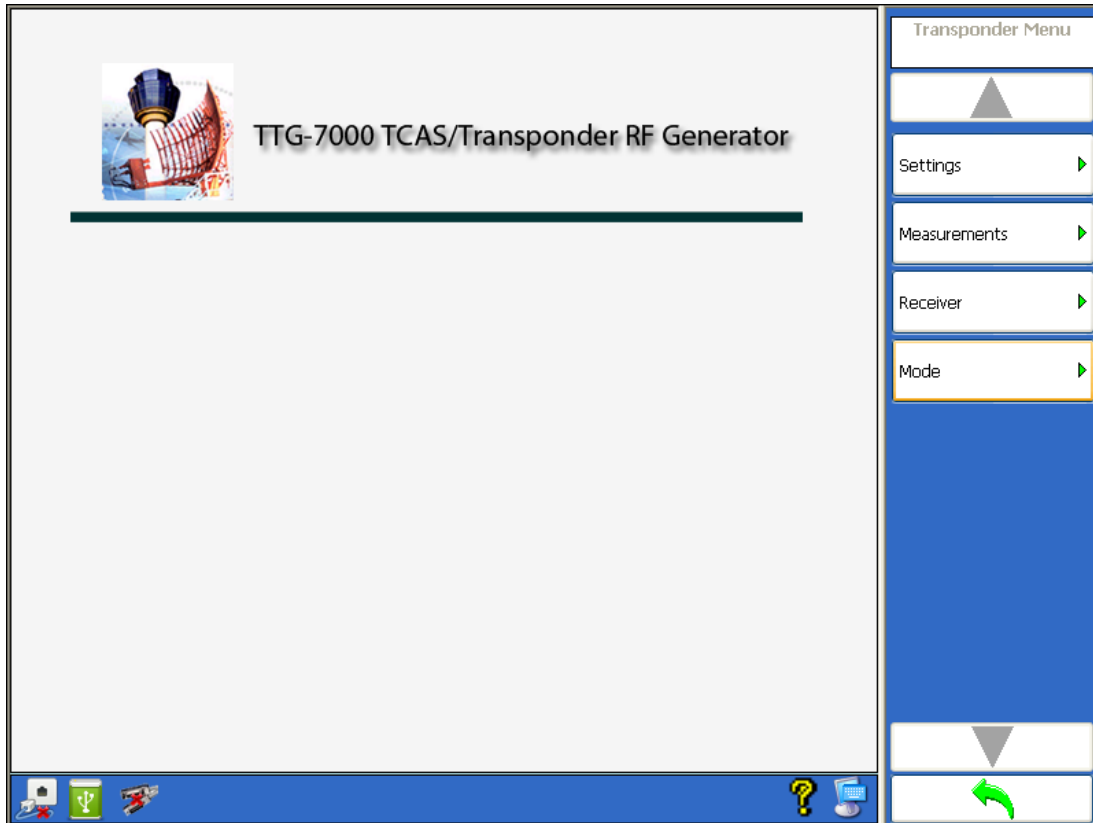 TTG-7000 TCAS/Transponder RF Generator
Transponder Menu
Settings
Measurements
Receiver
Mode